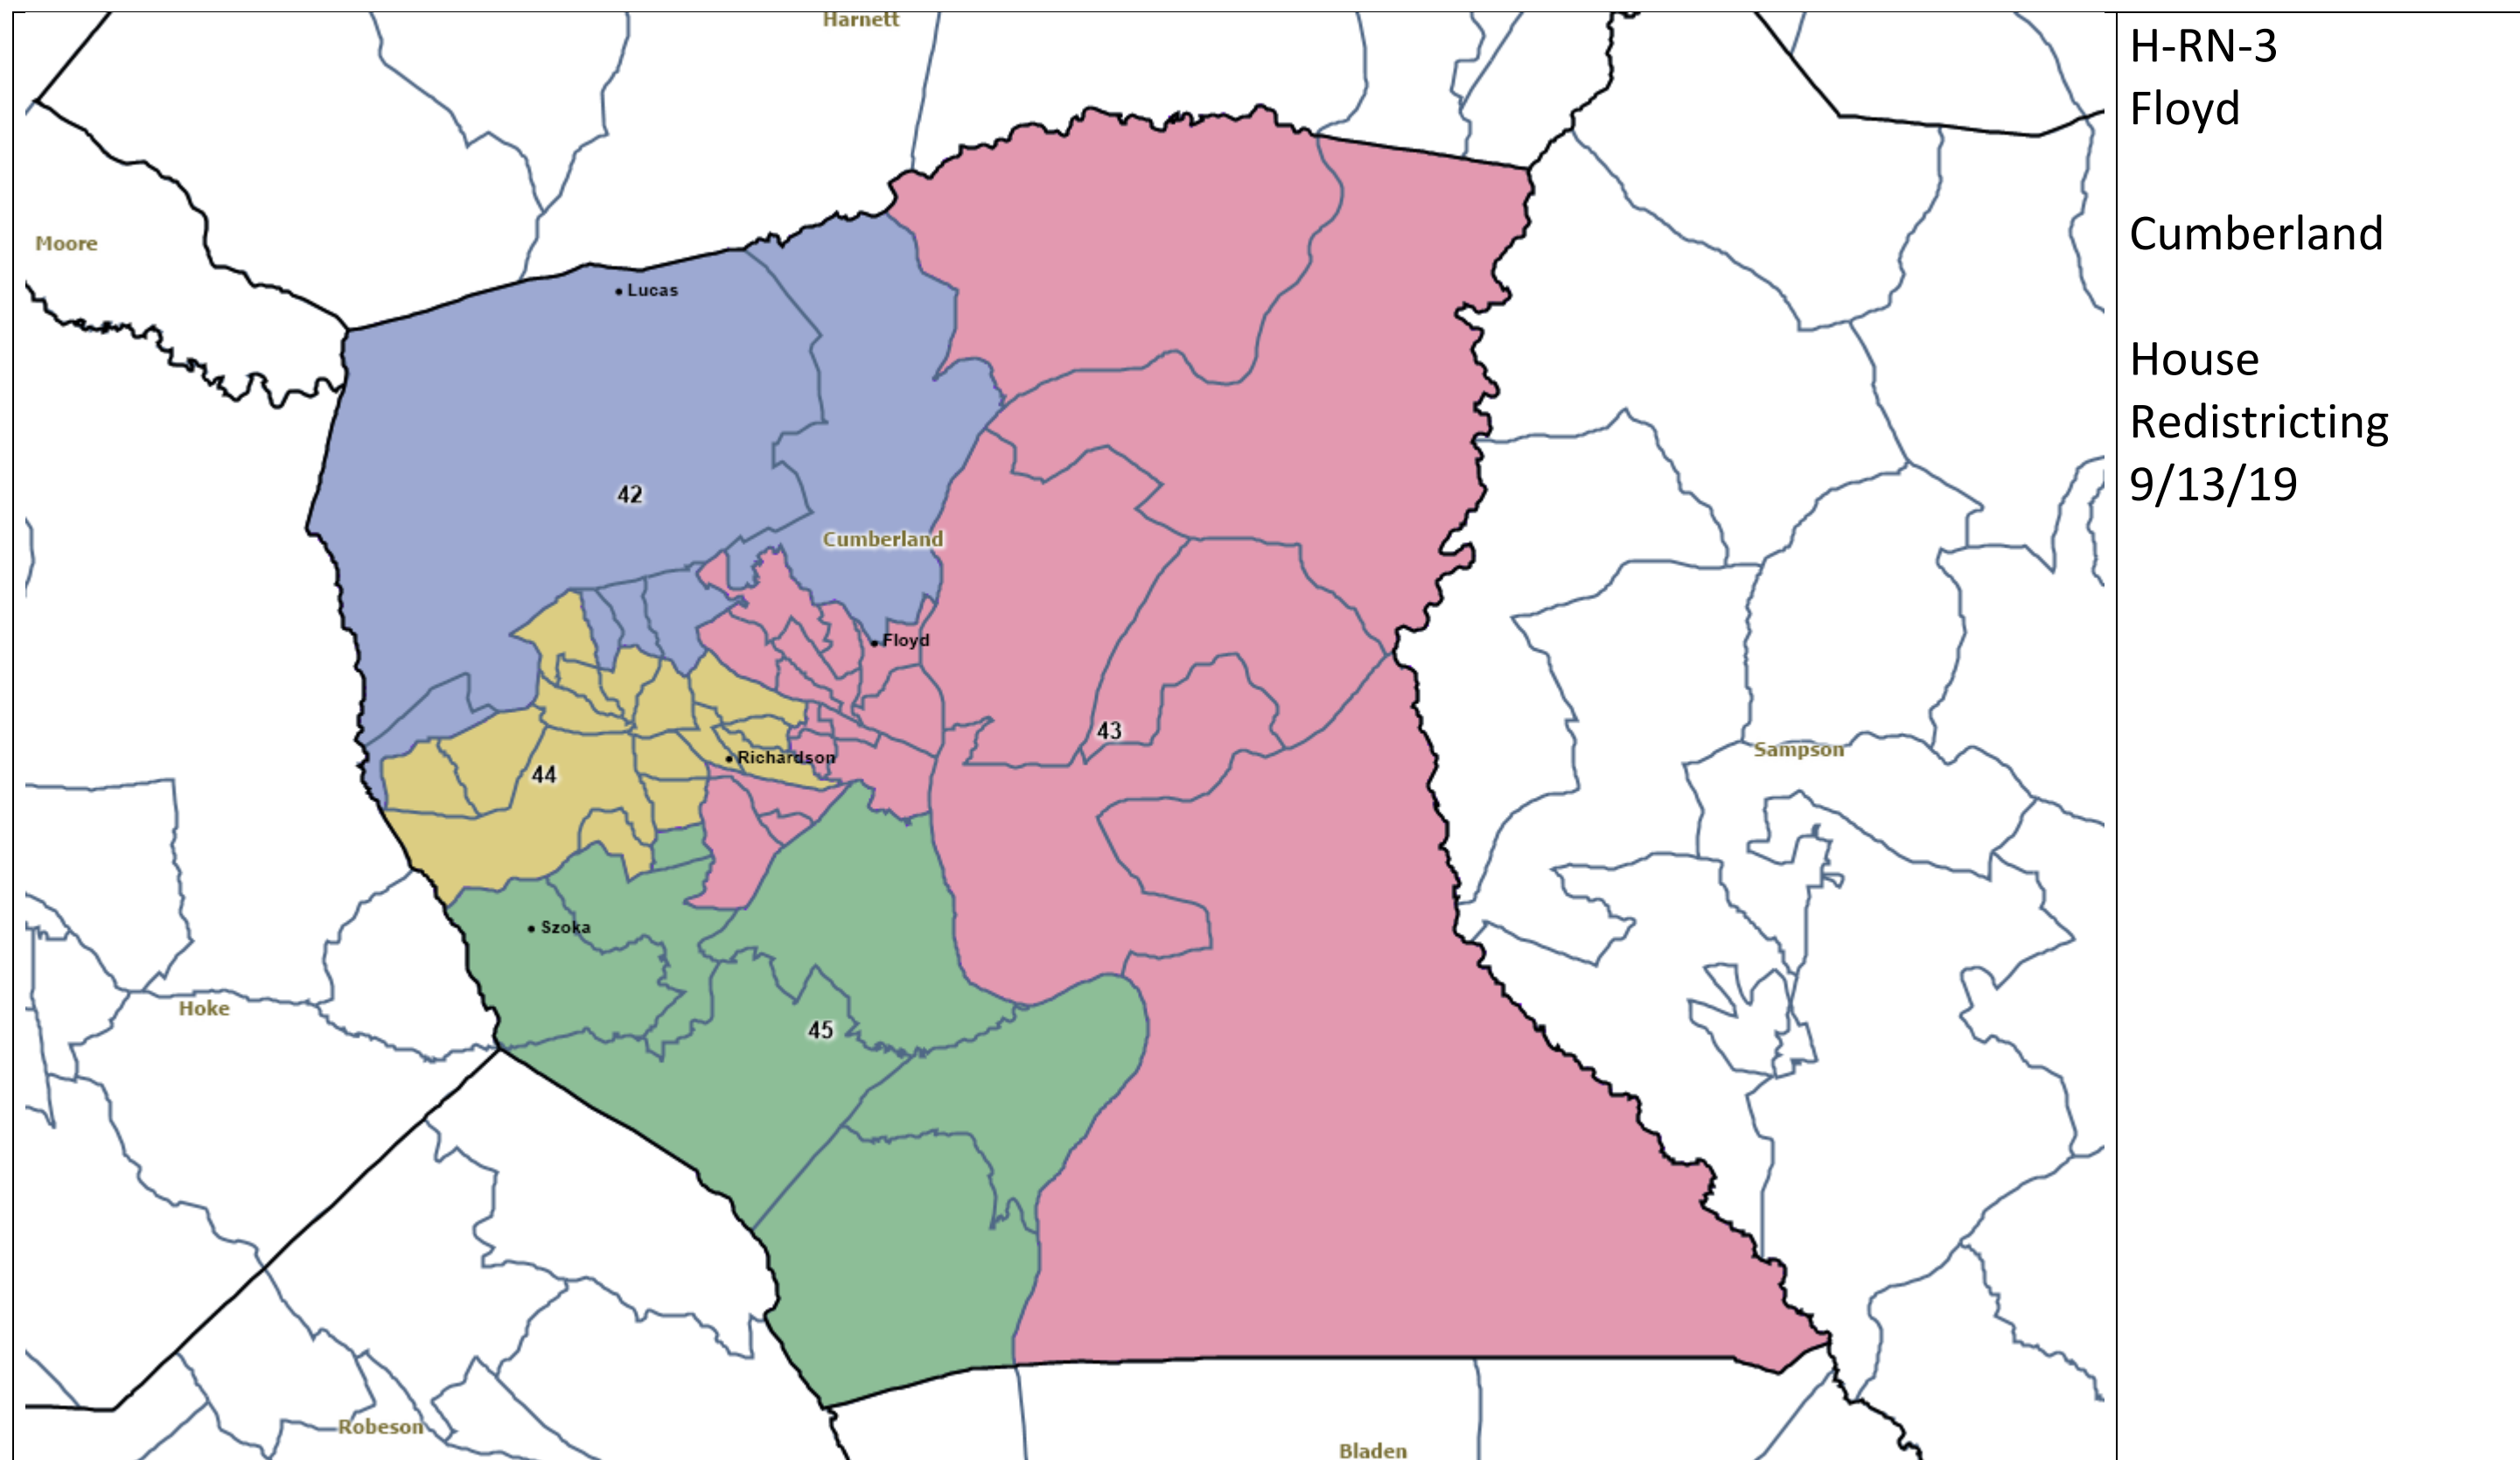 Harnett
Moore
Lucas
42
Cumberland
Floyd
43
Sampson
Richardson
44
Szoka
Hoke
45
Robeson
Bladen
H-RN-3
Floyd
Cumberland
House
Redistricting
9/13/19